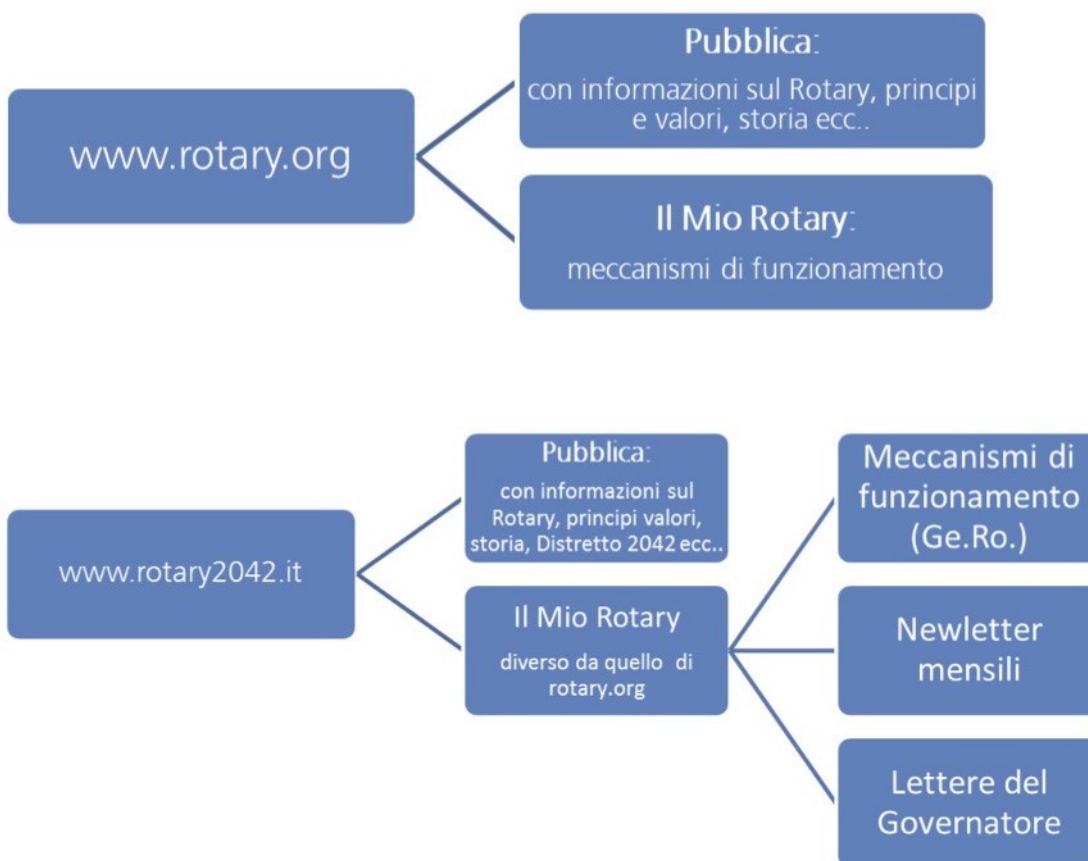 www.rotary.org
Pubblica:
con informazioni sul Rotary, principi
e valori, storia ecc..
Il Mio Rotary:
meccanismi di funzionamento
www.rotary2042.it
Pubblica:
con informazioni sul
Rotary, principi valori,
storia, Distretto 2042 ecc..
Il Mio Rotary
diverso da quello di
rotary.org
Meccanismi di
funzionamento
(Ge.Ro.)
Newletter
mensili
Lettere del
Governatore